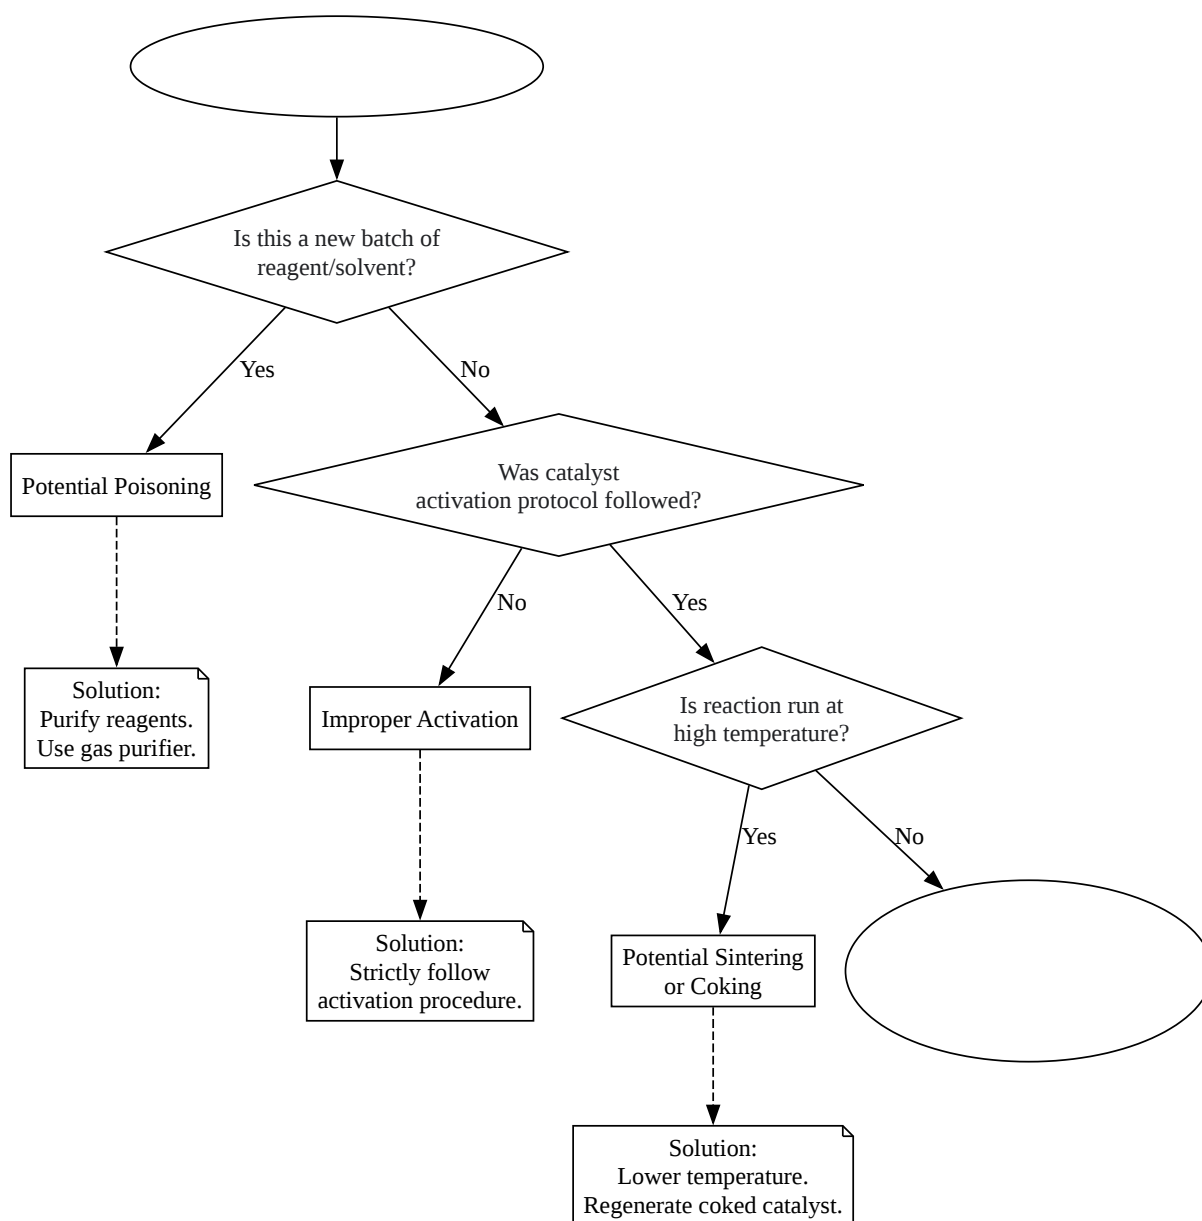 Is this a new batch of
reagent/solvent?
Yes
No
Potential Poisoning
Was catalyst
activation protocol followed?
No
Yes
Solution:
Purify reagents.
Use gas purifier.
Improper Activation
Is reaction run at
high temperature?
Yes
No
Solution:
Strictly follow
activation procedure.
Potential Sintering
or Coking
Solution:
Lower temperature.
Regenerate coked catalyst.